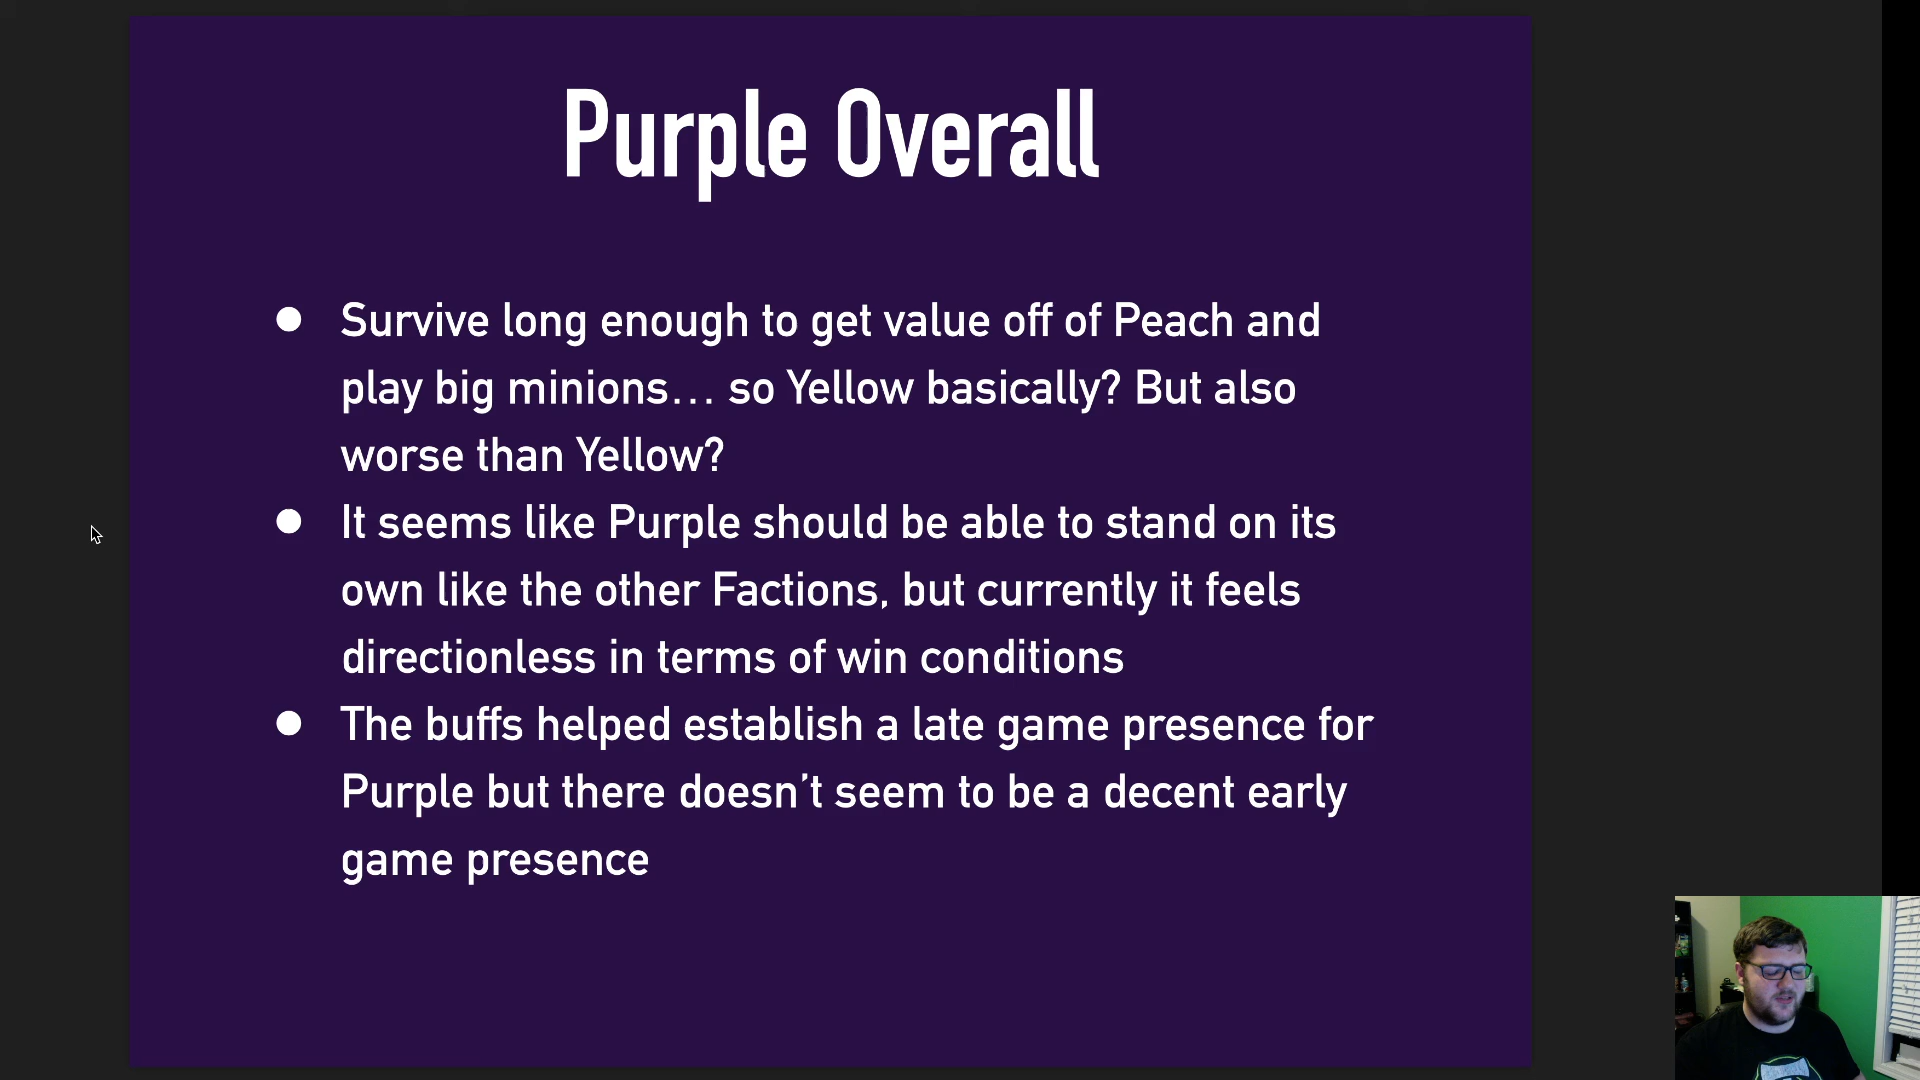 Purple Overall
● Survive long enough to get value off of Peach and
play big minions... so Yellow basically? But also
worse than Yellow?
● It seems like Purple should be able to stand on its
own like the other Factions, but currently it feels
directionless in terms of win conditions
● The buffs helped establish a late game presence for
Purple but there doesn’t seem to be a decent early
game presence